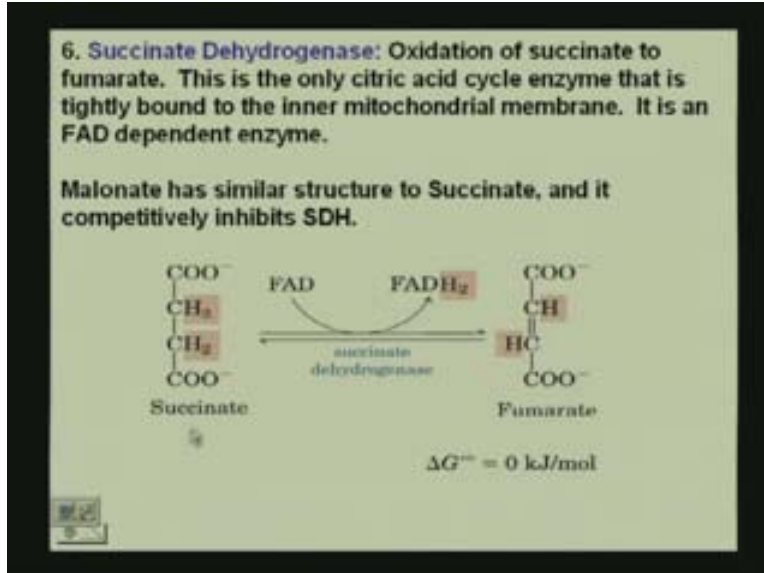 6. Succinate Dehydrogenase: Oxidation of succinate to
fumarate. This is the only citric acid cycle enzyme that is
tightly bound to the inner mitochondrial membrane. It is an
FAD dependent enzyme.
Malonate has similar structure to Succinate, and it
competitively inhibits SDH.
COO⁻
CH₂
CH₂
COO⁻
Succinate
FAD
FADH₂
succinate
dehydrogenase
COO⁻
CH
HC
COO⁻
Fumarate
= 0 kJ/mol